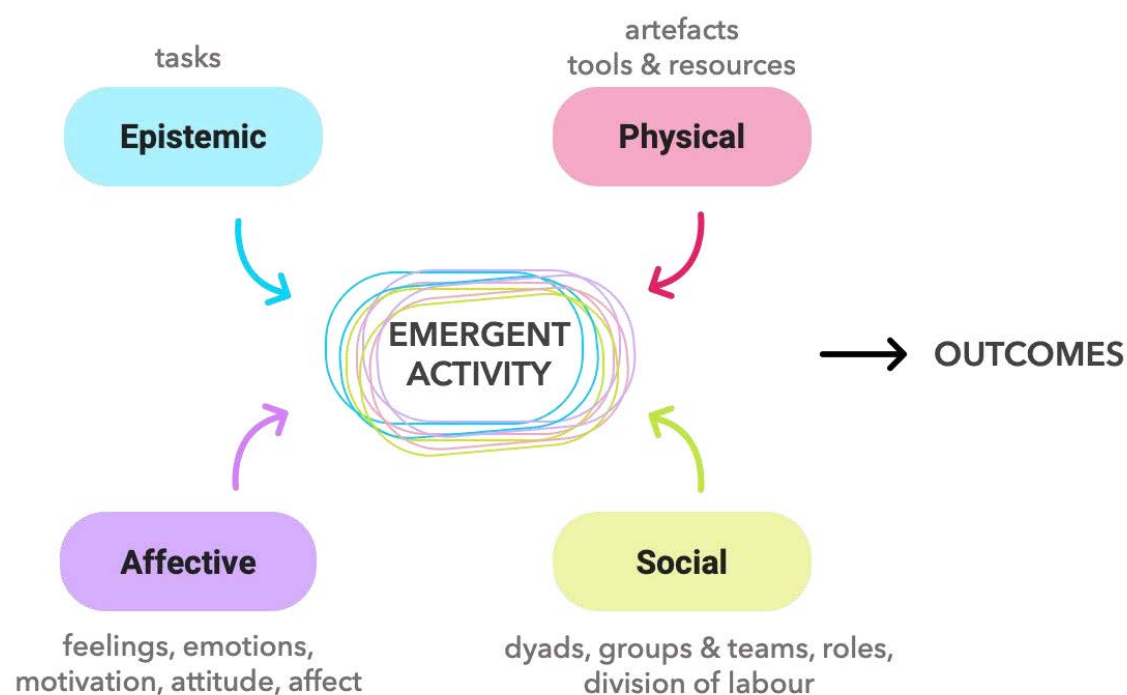 tasks
Epistemic
artefacts
tools & resources
Physical
EMERGENT
ACTIVITY
OUTCOMES
Affective
feelings, emotions,
motivation, attitude, affect
Social
dyads, groups & teams, roles,
division of labour